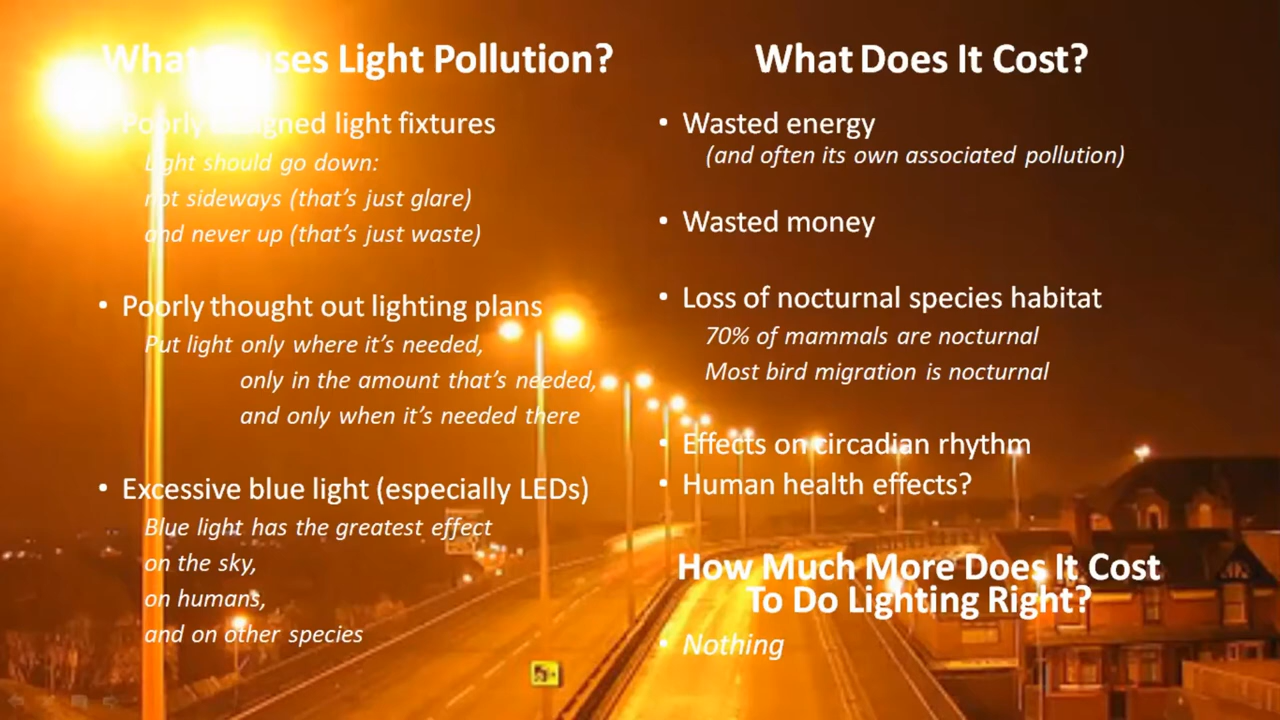 What Causes Light Pollution?
• Poorly designed light fixtures
Light should go down:
not sideways (that's just glare)
and never up (that's just waste)
• Poorly thought out lighting plans
Put light only where it's needed,
only in the amount that's needed,
and only when it's needed there
• Excessive blue light (especially LEDs)
Blue light has the greatest effect
on the sky,
on humans,
and on other species
What Does It Cost?
• Wasted energy
(and often its own associated pollution)
• Wasted money
• Loss of nocturnal species habitat
70% of mammals are nocturnal
Most bird migration is nocturnal
• Effects on circadian rhythm
• Human health effects?
How Much More Does It Cost
To Do Lighting Right?
• Nothing